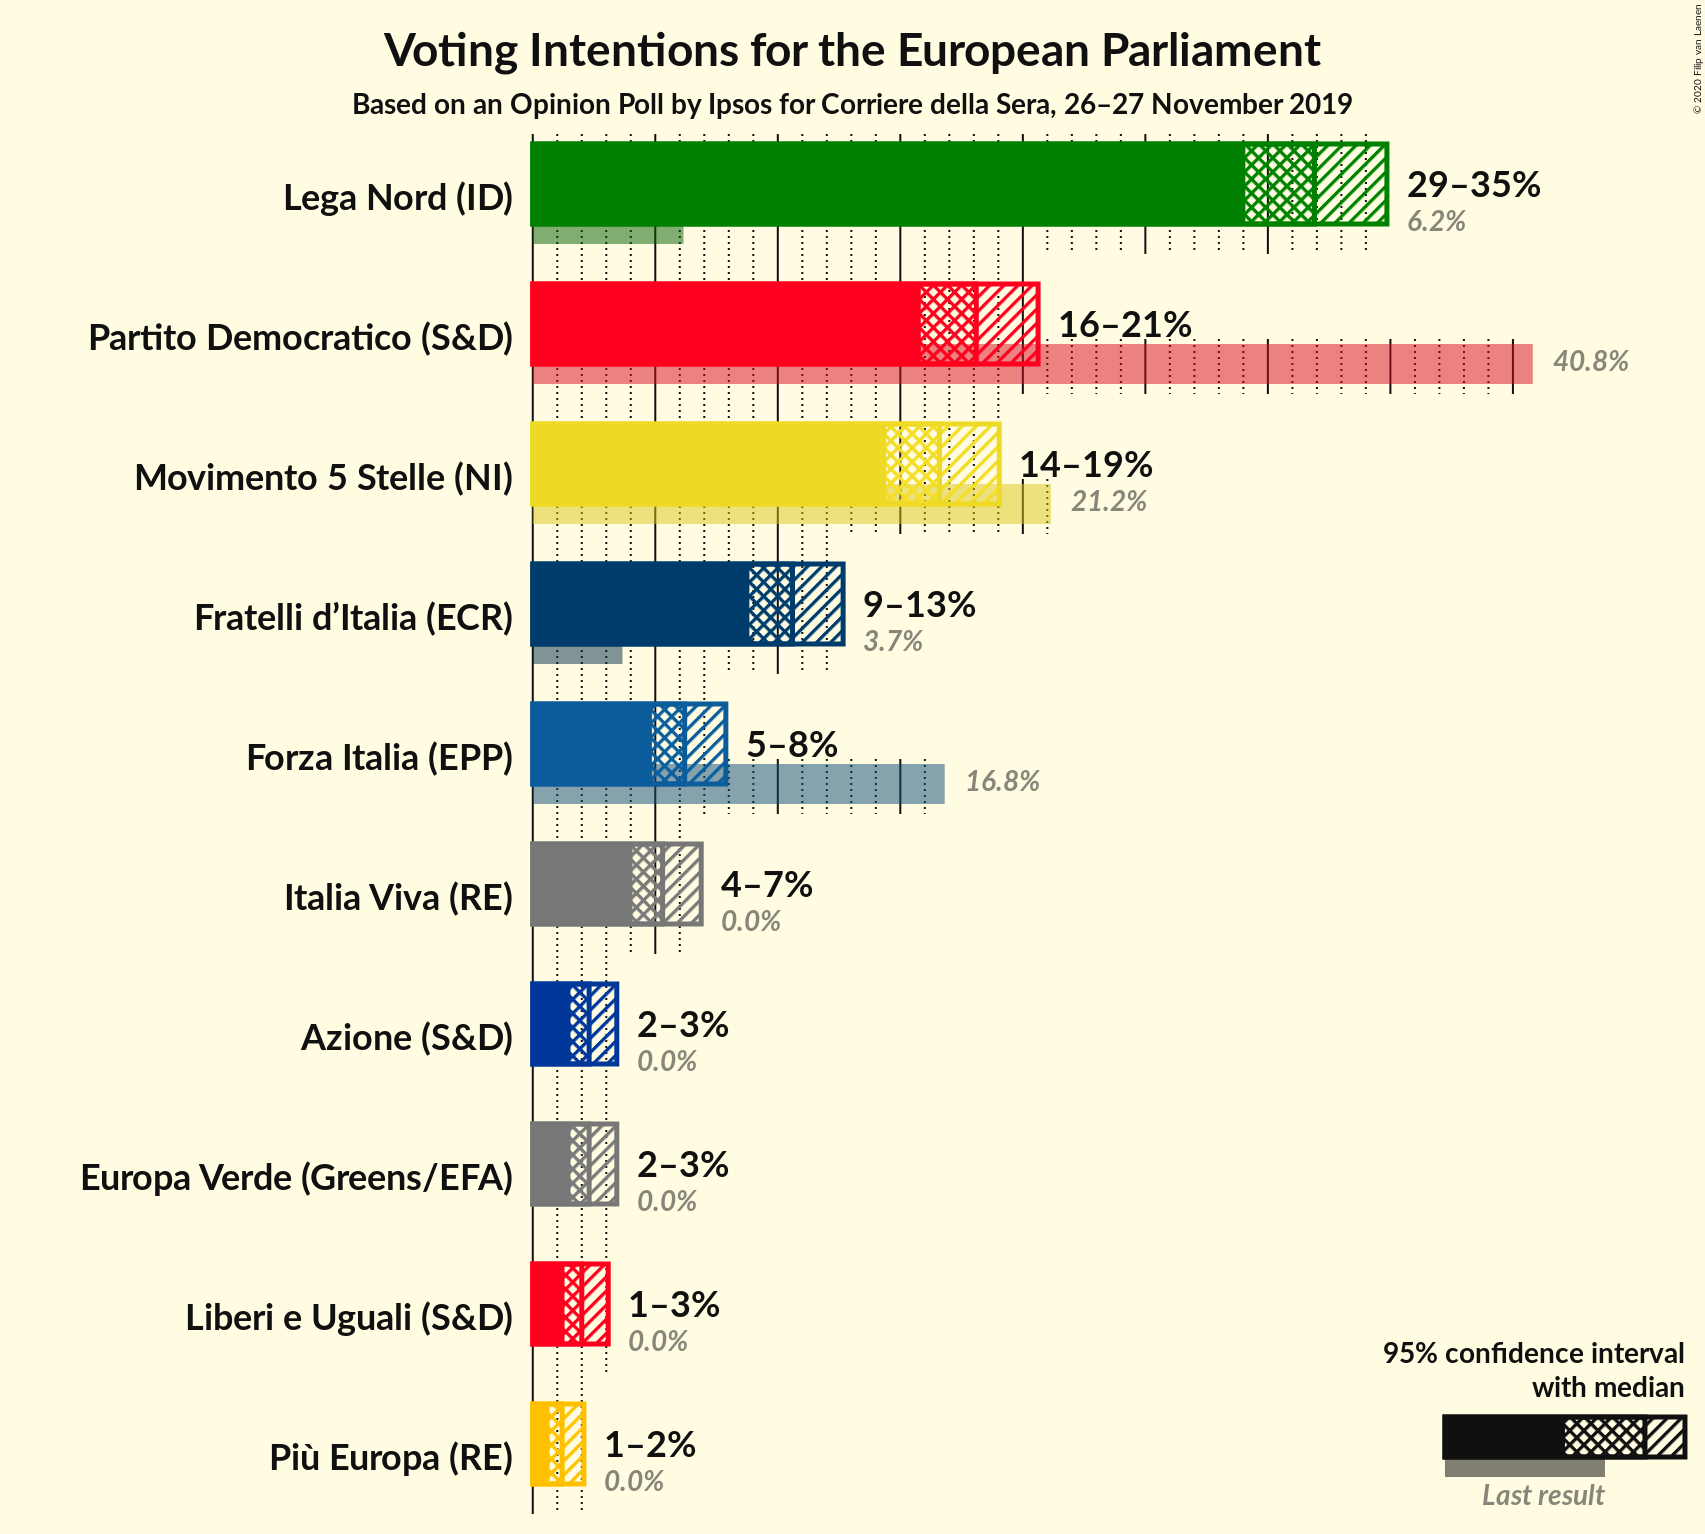 Voting Intentions for the European Parliament
Based on an Opinion Poll by Ipsos for Corriere della Sera, 26–27 November 2019
© 2020 Filip van Laenen
Lega Nord (ID)
29–35%
6.2%
Partito Democratico (S&D)
16–21%
40.8%
Movimento 5 Stelle (NI)
14–19%
21.2%
Fratelli d’Italia (ECR)
9–13%
3.7%
Forza Italia (EPP)
5–8%
16.8%
Italia Viva (RE)
4–7%
0.0%
Azione (S&D)
2–3%
0.0%
Europa Verde (Greens/EFA)
2–3%
0.0%
Liberi e Uguali (S&D)
1–3%
0.0%
Più Europa (RE)
1–2%
0.0%
95% confidence interval
with median
Last result